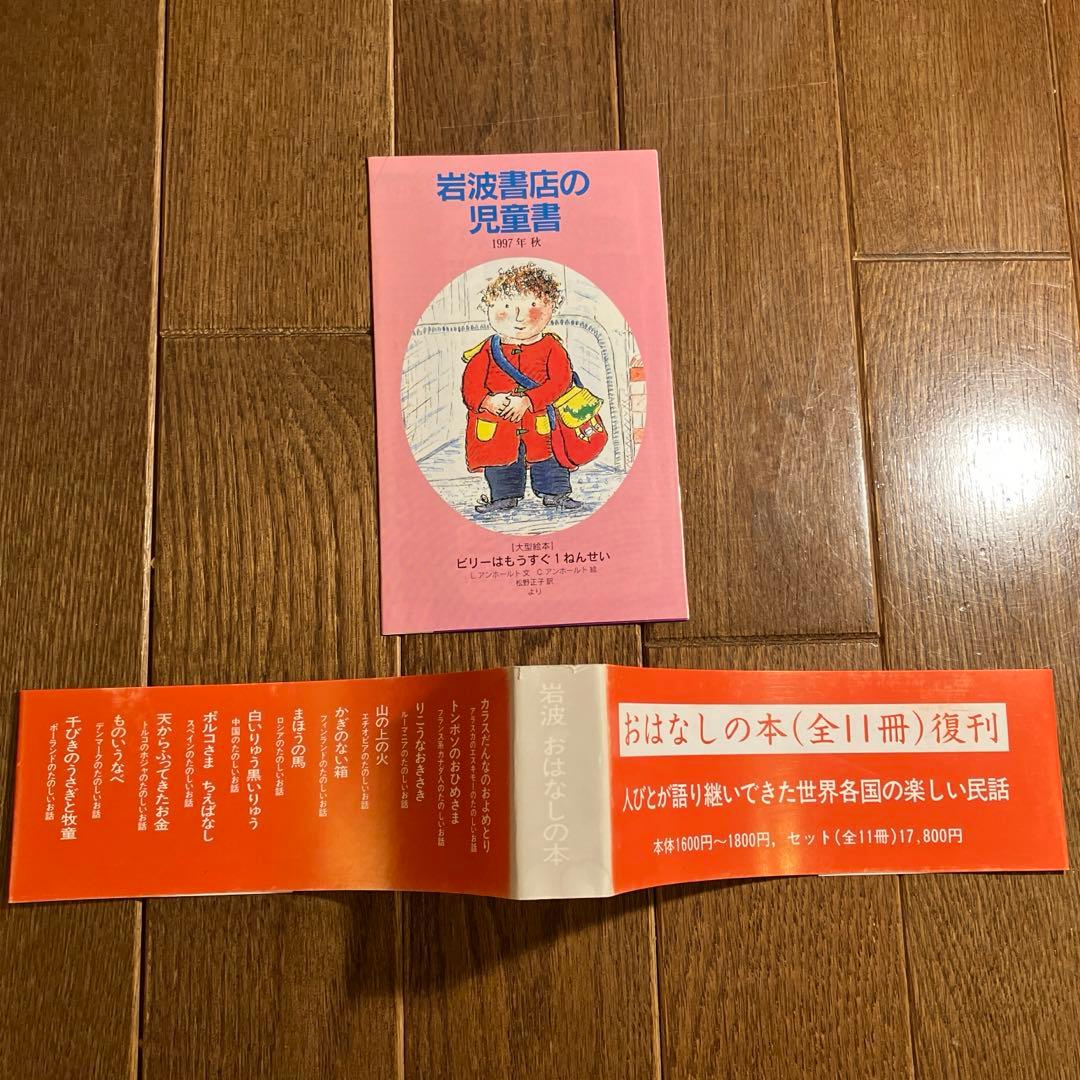 岩波書店の
児童書
1997年 秋
[大型絵本]
ビリーはもうすぐ1ねんせい
L.アンホールト 文 C.アンホールト 絵
松野正子 訳
より
おはなしの本(全11冊)復刊
人びとが語り継いできた世界各国の楽しい民話
本体1600円〜1800円, セット(全11冊)17,800円
岩波 おはなしの本
カラスだんなのおよめとり
アラスカのエスキモーのたのしいお話
トンボソのおひめさま
フランス系カナダ人のたのしいお話
りこうなおきさき
ルーマニアのたのしいお話
山の上の火
エチオピアのたのしいお話
かぎのない箱
フィンランドのたのしいお話
まほうの馬
ロシアのたのしいお話
白いりゅう黒いりゅう
中国のたのしいお話
ポルコさま ちえばなし
スペインのたのしいお話
天からふってきたお金
トルコのホジャのたのしいお話
ものいうなべ
デンマークのたのしいお話
千びきのうさぎと牧童
ポーランドのたのしいお話